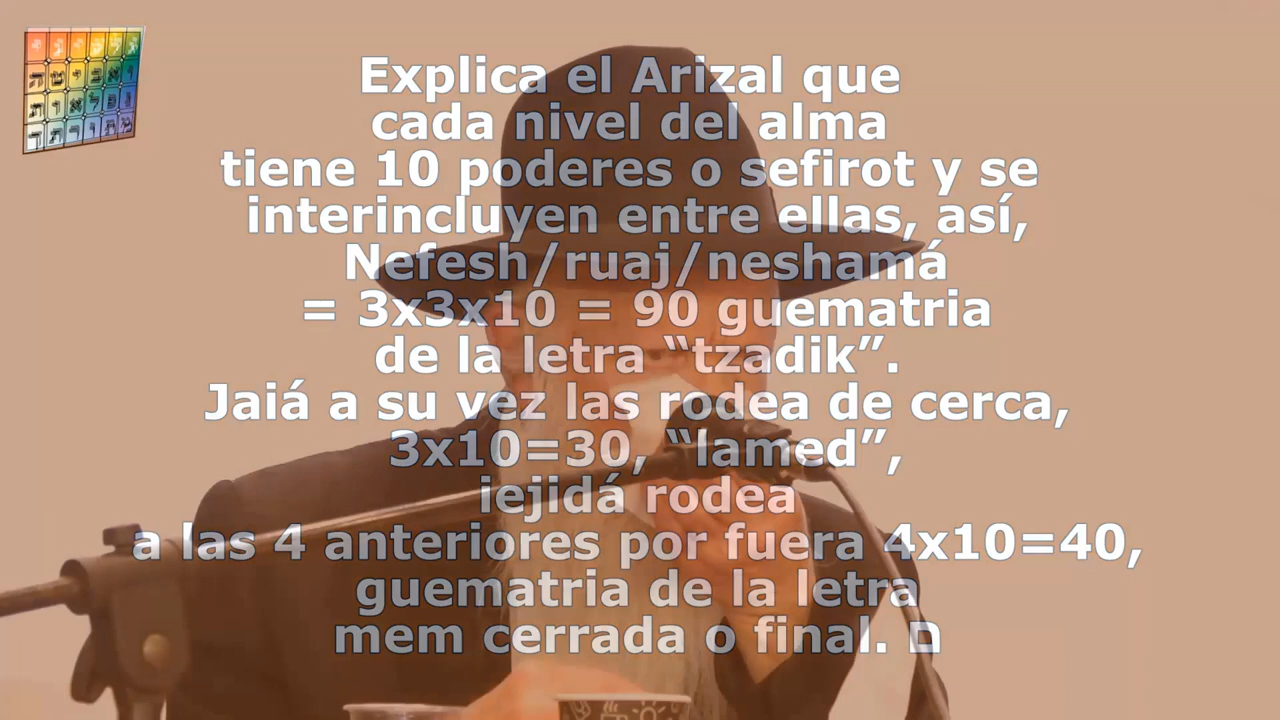 Explica el Arizal que
cada nivel del alma
tiene 10 poderes o sefirot y se
interincluyen entre ellas, así,
Nefesh/ruaj/neshamá
= 3x3x10 = 90 guematria
de la letra “tzadik”.
Jaiá a su vez las rodea de cerca,
3x10=30, “lamed”,
iejidá rodea
a las 4 anteriores por fuera 4x10=40,
guematria de la letra
mem cerrada o final. ם